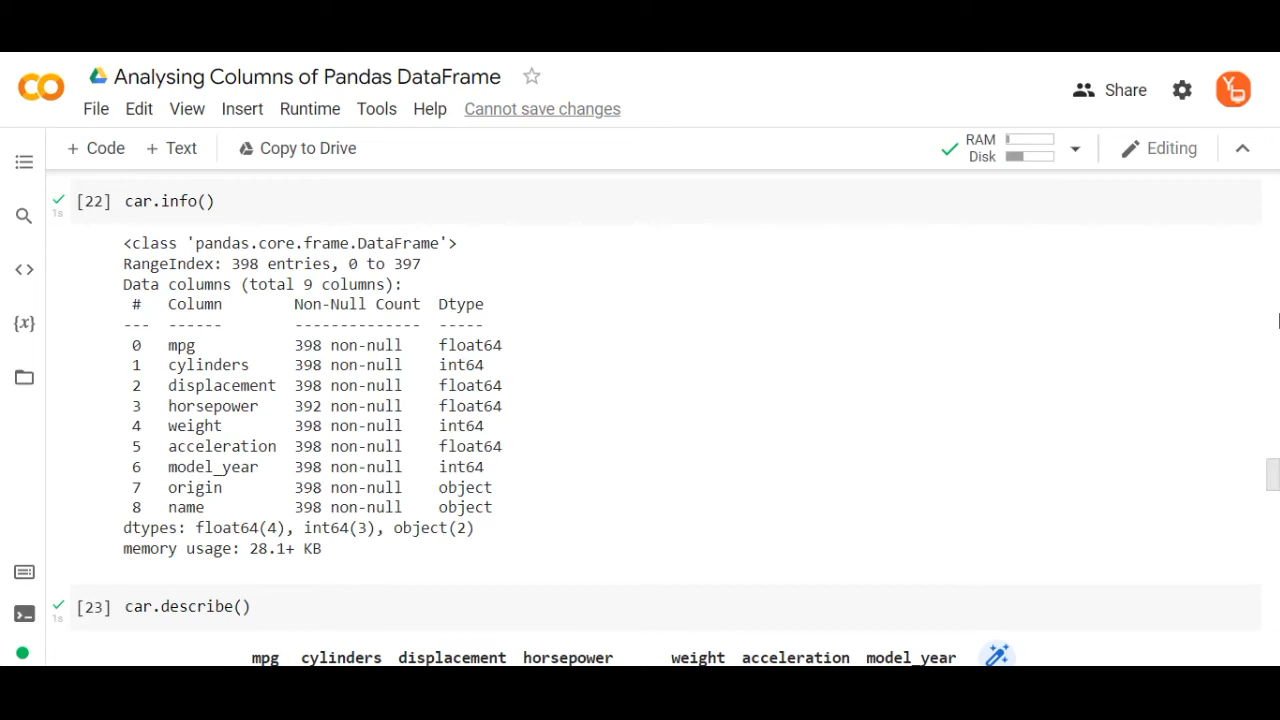 Analysing Columns of Pandas DataFrame
File Edit View Insert Runtime Tools Help Cannot save changes
Share
+ Code + Text Copy to Drive
RAM
Disk
Editing
[22] car.info()
1s
<class 'pandas.core.frame.DataFrame'>
RangeIndex: 398 entries, 0 to 397
Data columns (total 9 columns):
# Column Non-Null Count Dtype
--- ------ -------------- -----
0 mpg 398 non-null float64
1 cylinders 398 non-null int64
2 displacement 398 non-null float64
3 horsepower 392 non-null float64
4 weight 398 non-null int64
5 acceleration 398 non-null float64
6 model_year 398 non-null int64
7 origin 398 non-null object
8 name 398 non-null object
dtypes: float64(4), int64(3), object(2)
memory usage: 28.1+ KB
[23] car.describe()
1s
mpg cylinders displacement horsepower weight acceleration model_year